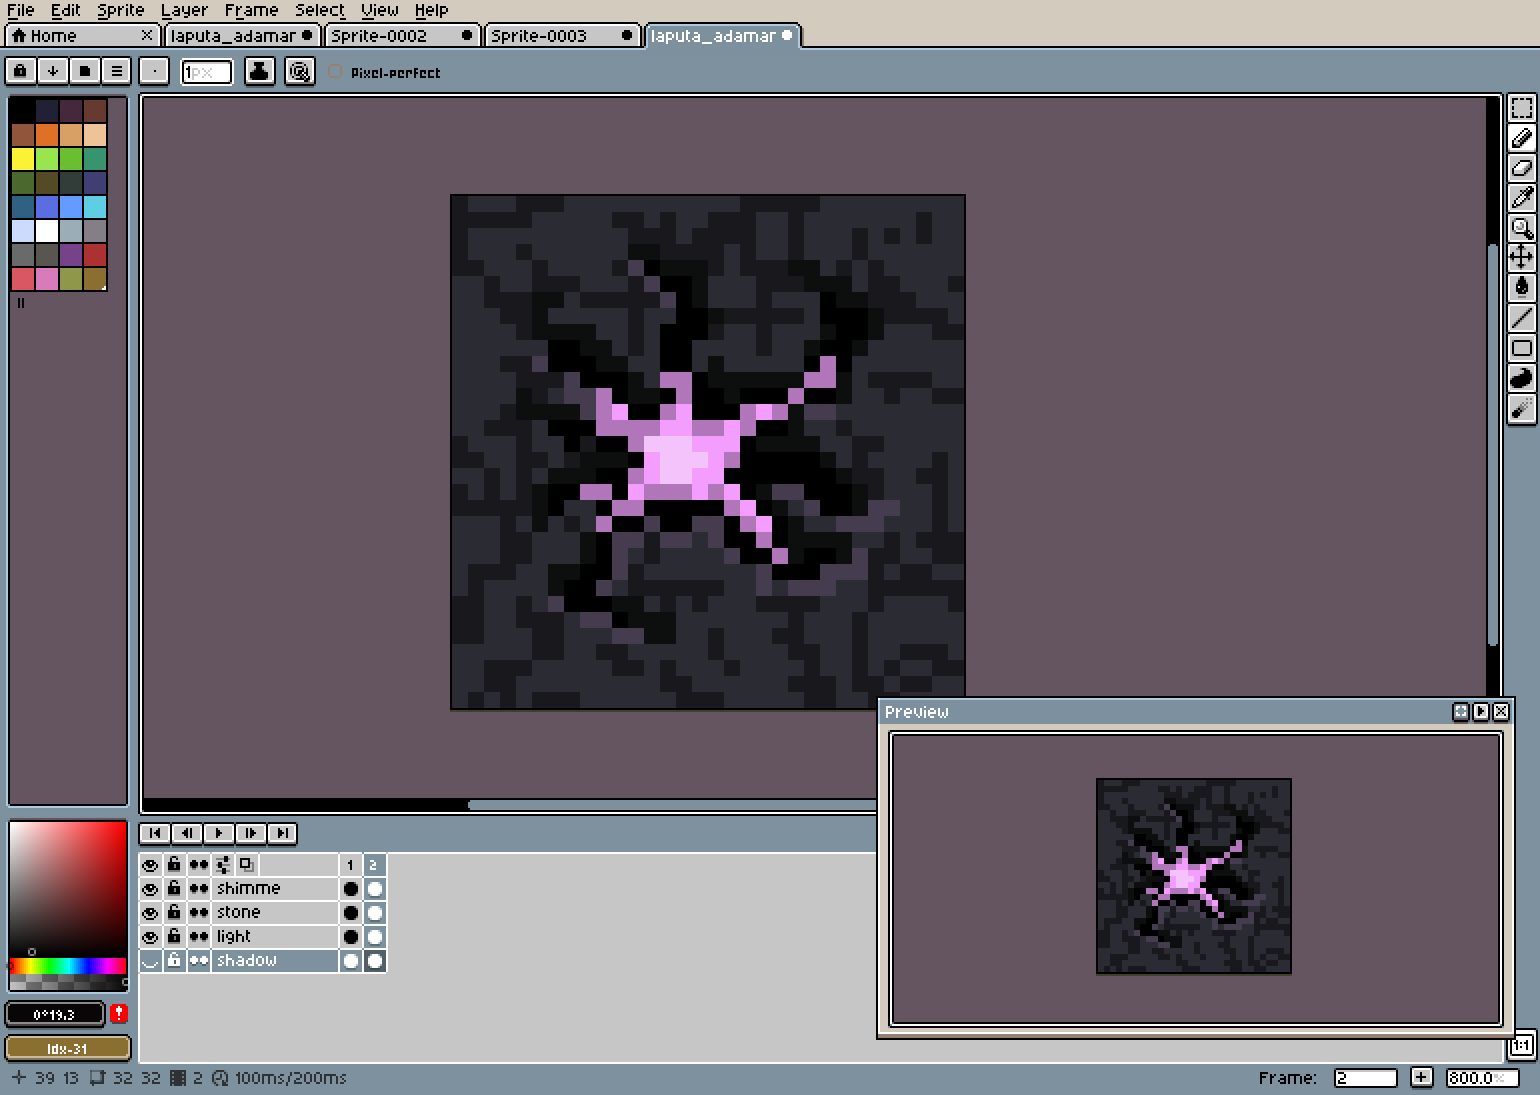 File Edit Sprite Layer Frame Select View Help
Home laputa_adamar Sprite-0002 Sprite-0003 laputa_adamar
1px Pixel-perfect
Preview
1 2
shimme
stone
light
shadow
0°19.3
Idx-31
1:1
39 13 32 32 2 100ms/200ms
Frame: 2 800.0%